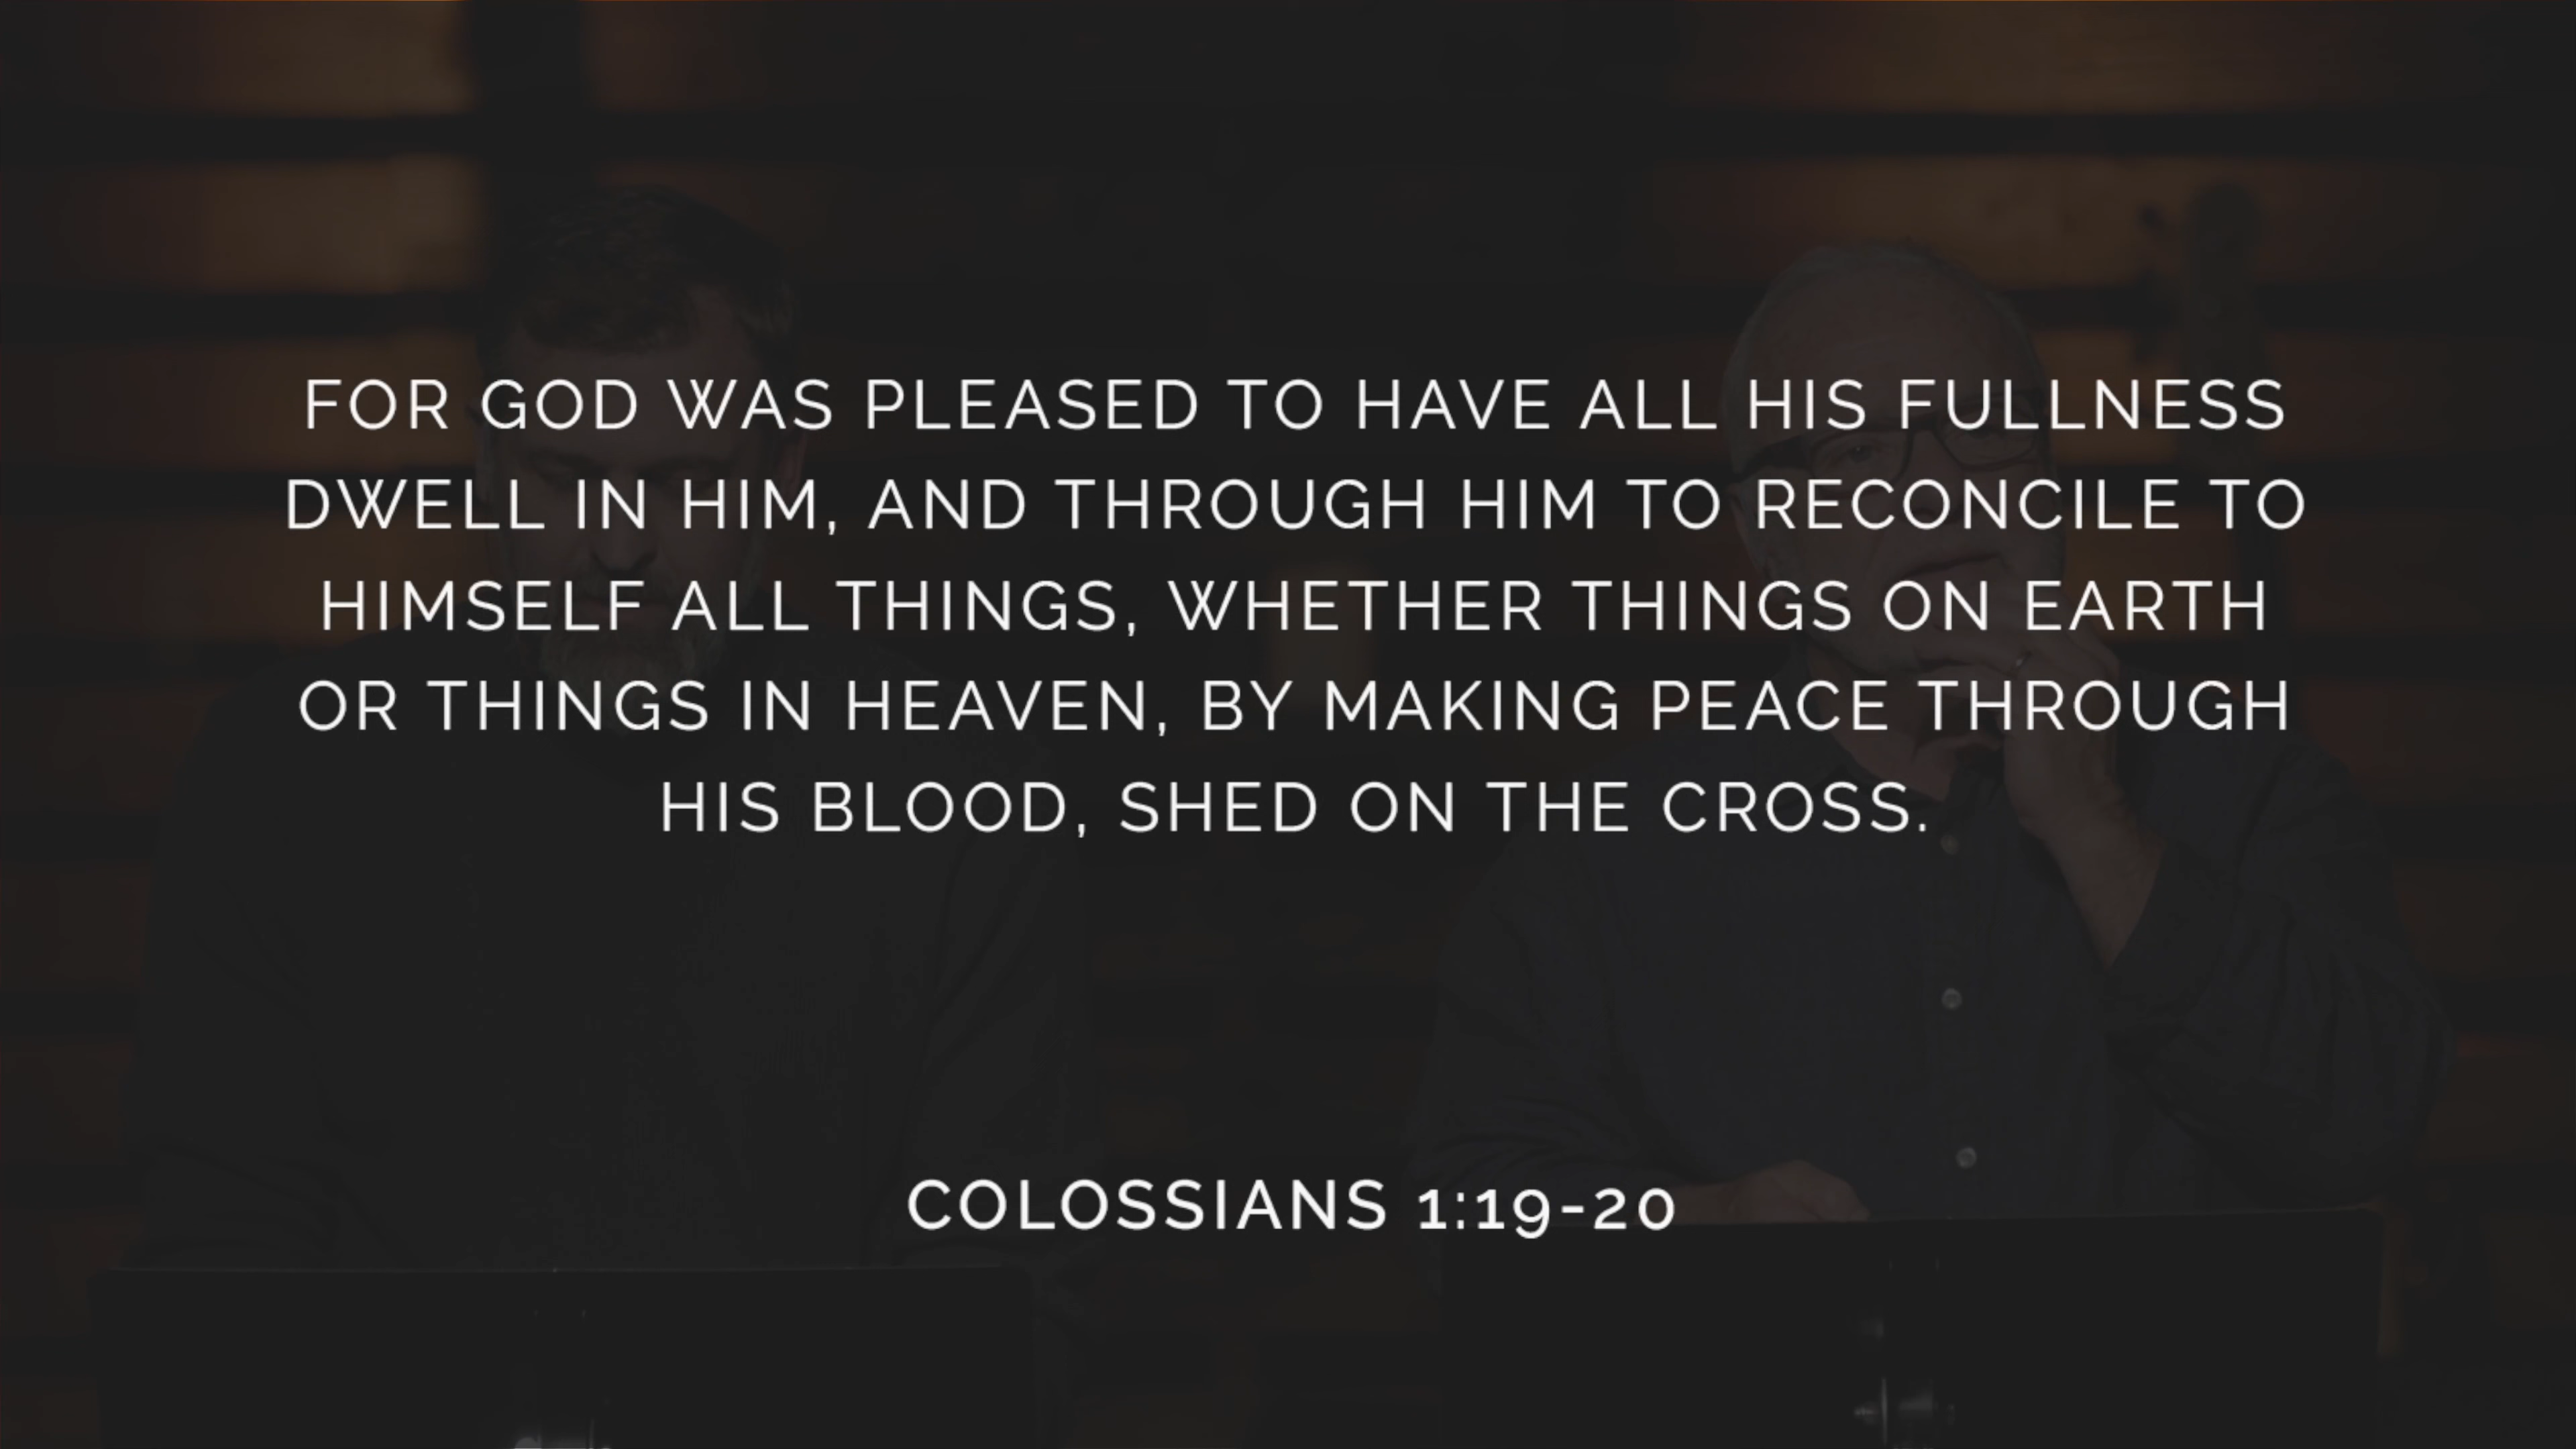 FOR GOD WAS PLEASED TO HAVE ALL HIS FULLNESS
DWELL IN HIM, AND THROUGH HIM TO RECONCILE TO
HIMSELF ALL THINGS, WHETHER THINGS ON EARTH
OR THINGS IN HEAVEN, BY MAKING PEACE THROUGH
HIS BLOOD, SHED ON THE CROSS.
COLOSSIANS 1:19-20